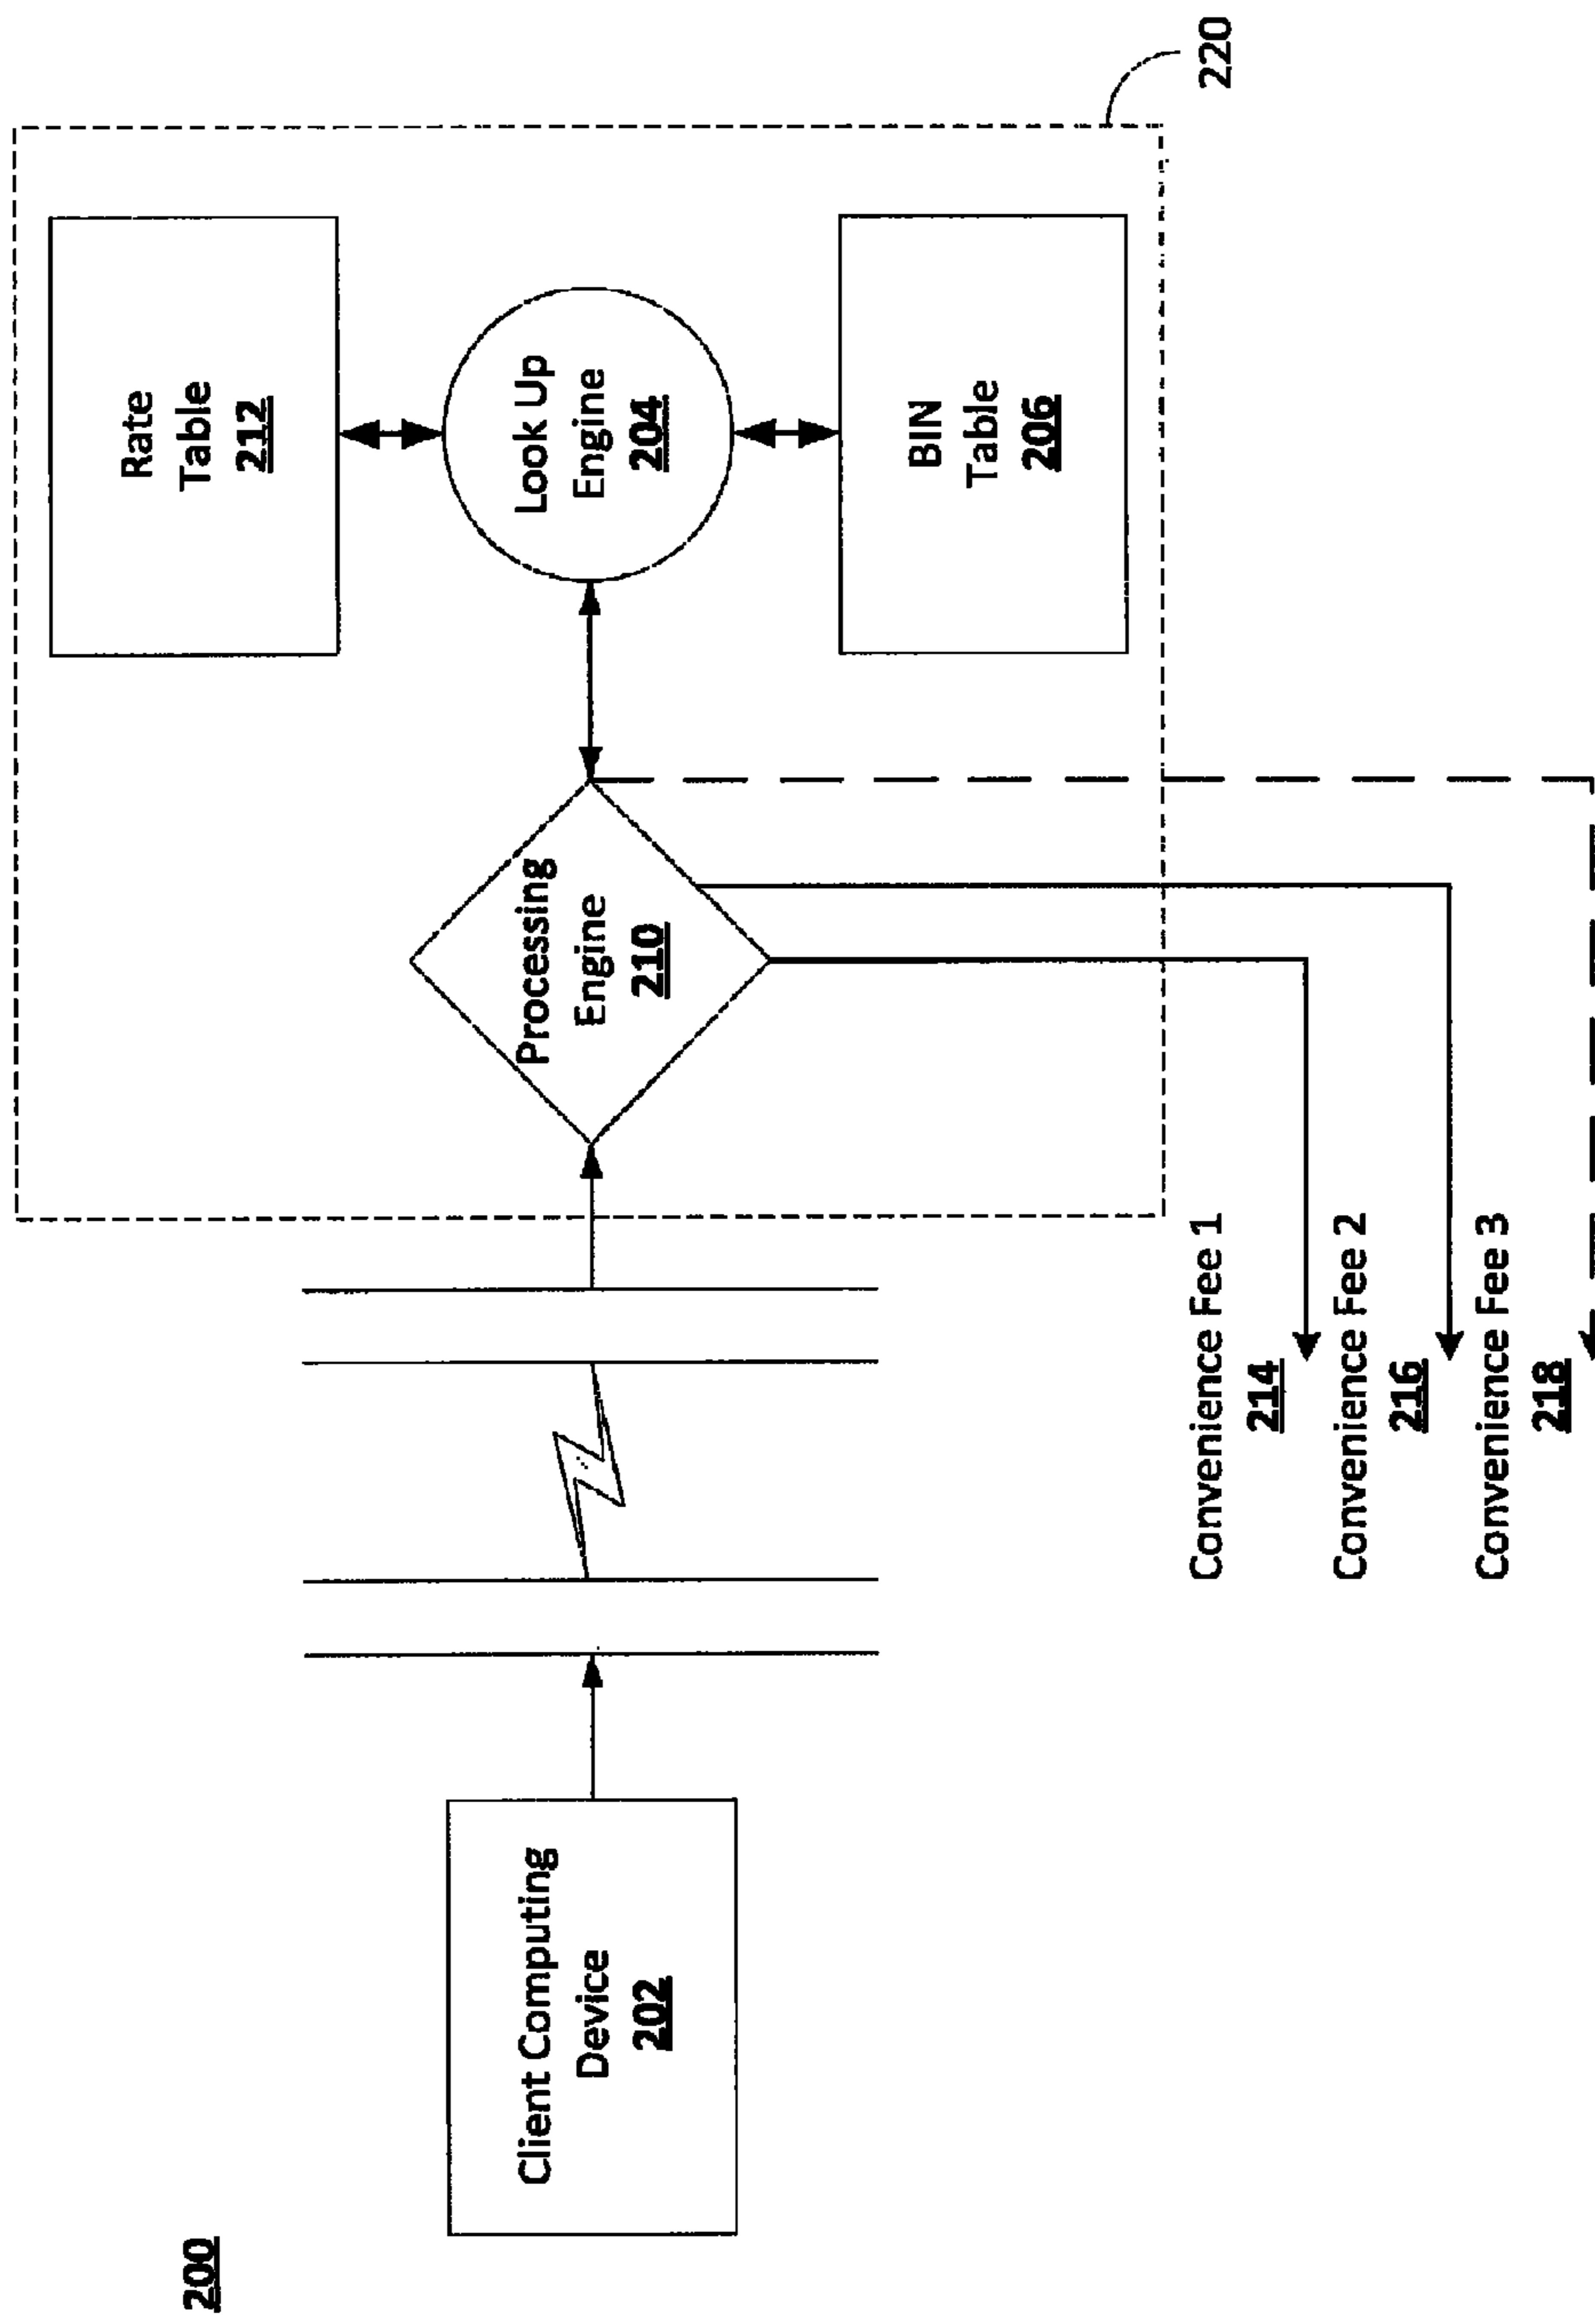 200
Client Computing
Device
202
Processing
Engine
210
Rate
Table
212
Look Up
Engine
204
BIN
Table
206
220
Convenience Fee 1
214
Convenience Fee 2
216
Convenience Fee 3
218